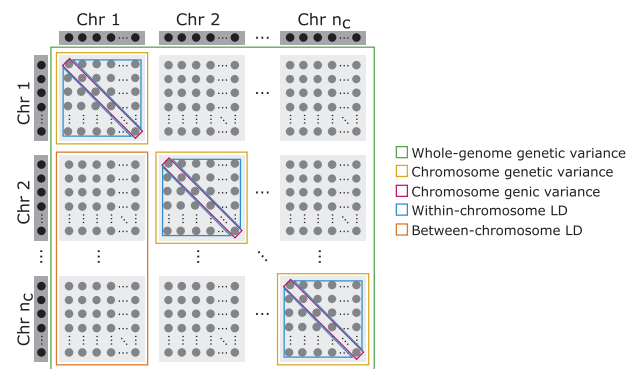 Chr 1 Chr 2 ... Chr nC
Chr 1
Chr 2
Chr nC
Whole-genome genetic variance
Chromosome genetic variance
Chromosome genic variance
Within-chromosome LD
Between-chromosome LD